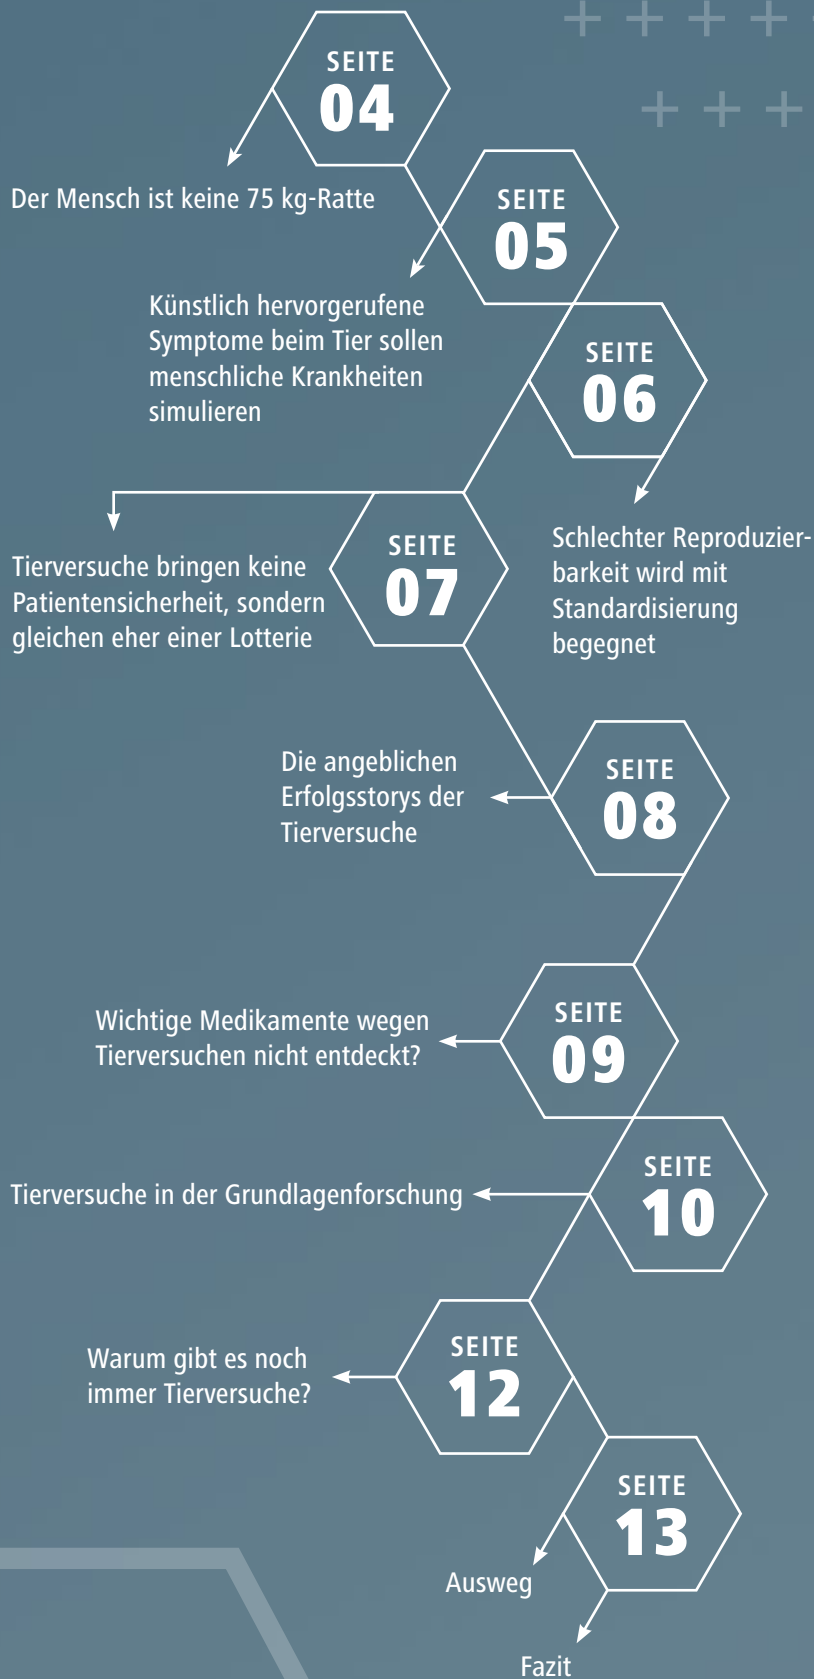 SEITE
04
Der Mensch ist keine 75 kg-Ratte
SEITE
05
Künstlich hervorgerufene
Symptome beim Tier sollen
menschliche Krankheiten
simulieren
SEITE
06
Schlechter Reproduzier-
barkeit wird mit
Standardisierung
begegnet
SEITE
07
Tierversuche bringen keine
Patientensicherheit, sondern
gleichen eher einer Lotterie
SEITE
08
Die angeblichen
Erfolgsstorys der
Tierversuche
SEITE
09
Wichtige Medikamente wegen
Tierversuchen nicht entdeckt?
SEITE
10
Tierversuche in der Grundlagenforschung
SEITE
12
Warum gibt es noch
immer Tierversuche?
SEITE
13
Ausweg
Fazit